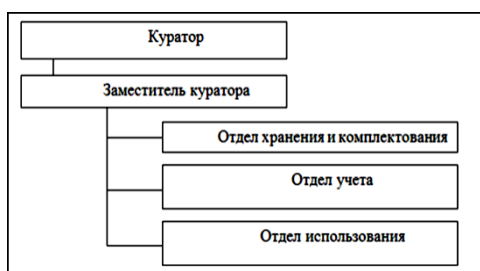 Куратор
Заместитель куратора
Отдел хранения и комплектования
Отдел учета
Отдел использования